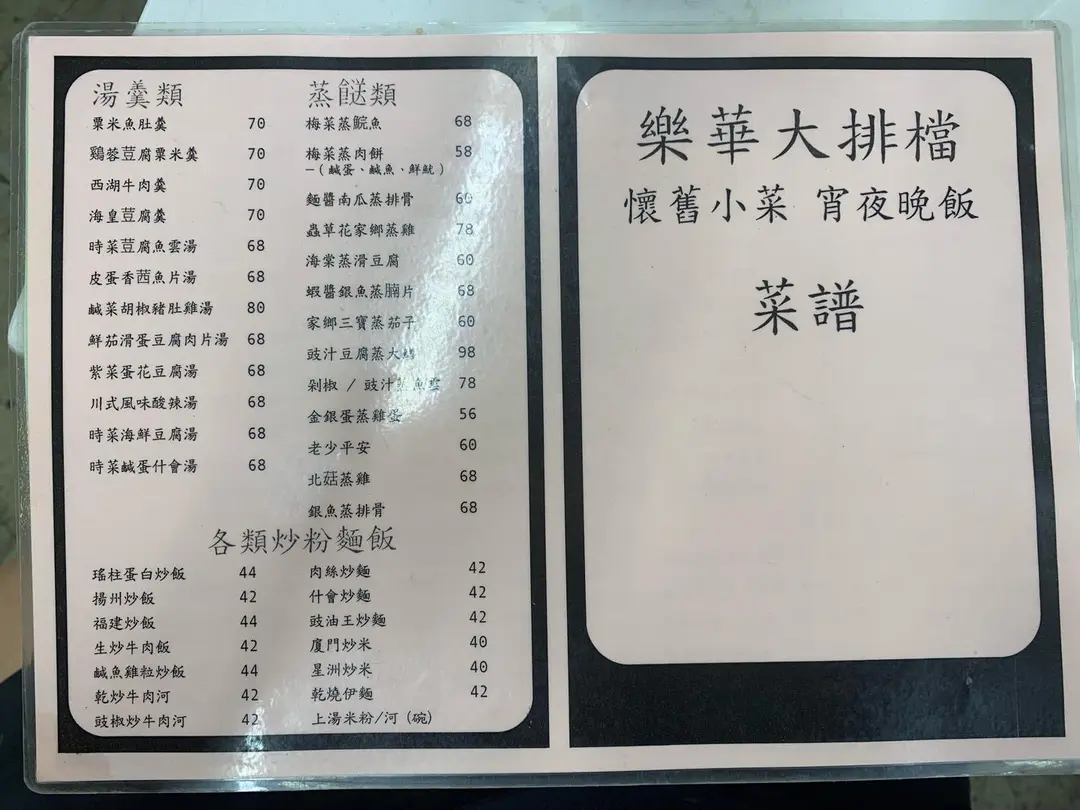 湯羹類
粟米魚肚羹 70
鷄蓉荳腐粟米羹 70
西湖牛肉羹 70
海皇荳腐羹 70
時菜荳腐魚雲湯 68
皮蛋香茜魚片湯 68
鹹菜胡椒豬肚雞湯 80
鮮茄滑蛋豆腐肉片湯 68
紫菜蛋花豆腐湯 68
川式風味酸辣湯 68
時菜海鮮豆腐湯 68
時菜鹹蛋什會湯 68
蒸餸類
梅菜蒸鯇魚 68
梅菜蒸肉餅 58
－(鹹蛋、鹹魚、鮮魷)
麵醬南瓜蒸排骨 60
蟲草花家鄉蒸雞 78
海棠蒸滑豆腐 60
蝦醬銀魚蒸腩片 68
家鄉三寶蒸茄子 60
豉汁豆腐蒸大 98
剁椒 / 豉汁蒸魚雲 78
金銀蛋蒸雞蛋 56
老少平安 60
北菇蒸雞 68
銀魚蒸排骨 68
各類炒粉麵飯
瑤柱蛋白炒飯 44
揚州炒飯 42
福建炒飯 44
生炒牛肉飯 42
鹹魚雞粒炒飯 44
乾炒牛肉河 42
豉椒炒牛肉河 42
肉絲炒麵 42
什會炒麵 42
豉油王炒麵 42
廈門炒米 40
星洲炒米 40
乾燒伊麵 42
上湯米粉/河 (碗)
樂華大排檔
懷舊小菜 宵夜晚飯
菜譜